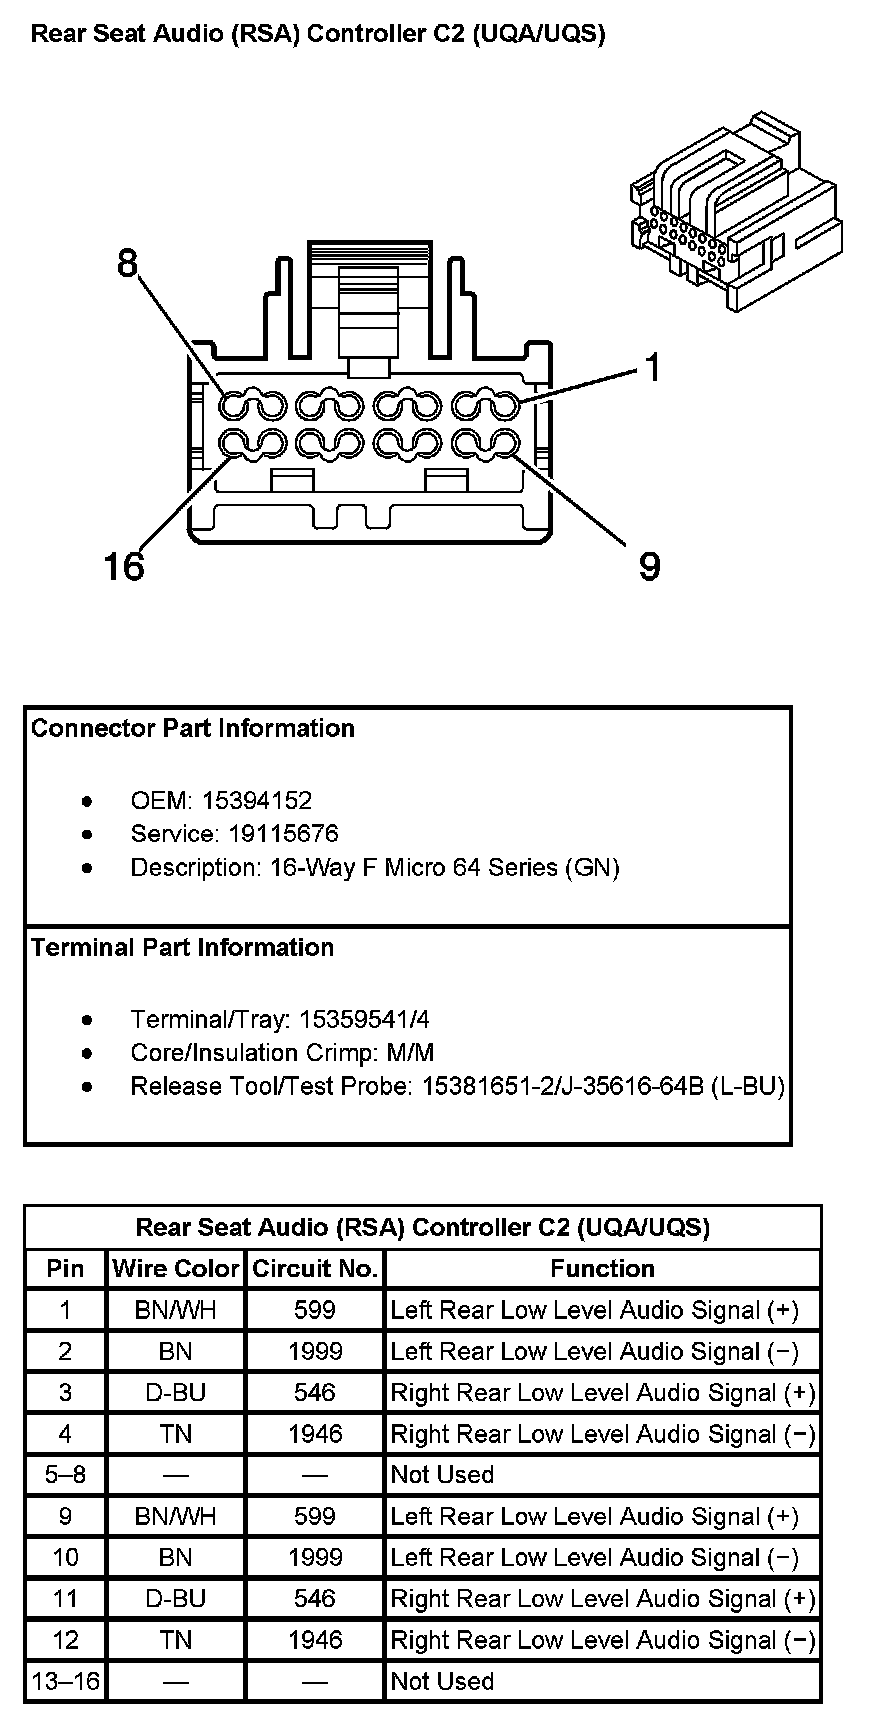 Rear Seat Audio (RSA) Controller C2 (UQA/UQS)
8
1
16
9
Connector Part Information
• OEM: 15394152
• Service: 19115676
• Description: 16-Way F Micro 64 Series (GN)
Terminal Part Information
• Terminal/Tray: 15359541/4
• Core/Insulation Crimp: M/M
• Release Tool/Test Probe: 15381651-2/J-35616-64B (L-BU)
Rear Seat Audio (RSA) Controller C2 (UQA/UQS)
Pin Wire Color Circuit No. Function
1 BN/WH 599 Left Rear Low Level Audio Signal (+)
2 BN 1999 Left Rear Low Level Audio Signal (−)
3 D-BU 546 Right Rear Low Level Audio Signal (+)
4 TN 1946 Right Rear Low Level Audio Signal (−)
5–8 — — Not Used
9 BN/WH 599 Left Rear Low Level Audio Signal (+)
10 BN 1999 Left Rear Low Level Audio Signal (−)
11 D-BU 546 Right Rear Low Level Audio Signal (+)
12 TN 1946 Right Rear Low Level Audio Signal (−)
13–16 — — Not Used